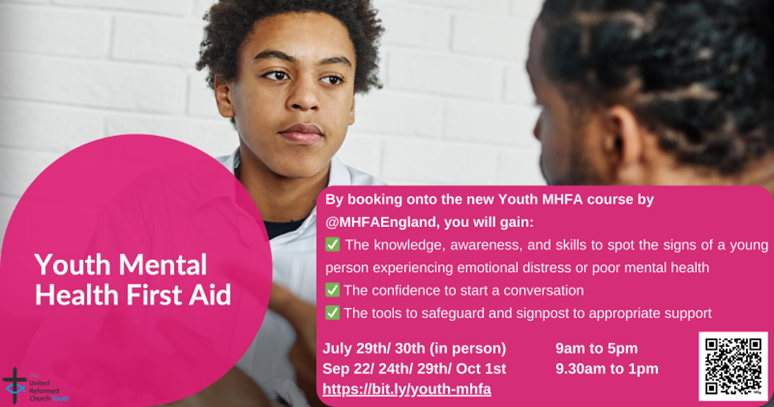 Youth Mental
Health First Aid
By booking onto the new Youth MHFA course by
@MHFAEngland, you will gain:
✅ The knowledge, awareness, and skills to spot the signs of a young
person experiencing emotional distress or poor mental health
✅ The confidence to start a conversation
✅ The tools to safeguard and signpost to appropriate support
July 29th/ 30th (in person) 9am to 5pm
Sep 22/ 24th/ 29th/ Oct 1st 9.30am to 1pm
https://bit.ly/youth-mhfa
The
United
Reformed
Church Youth